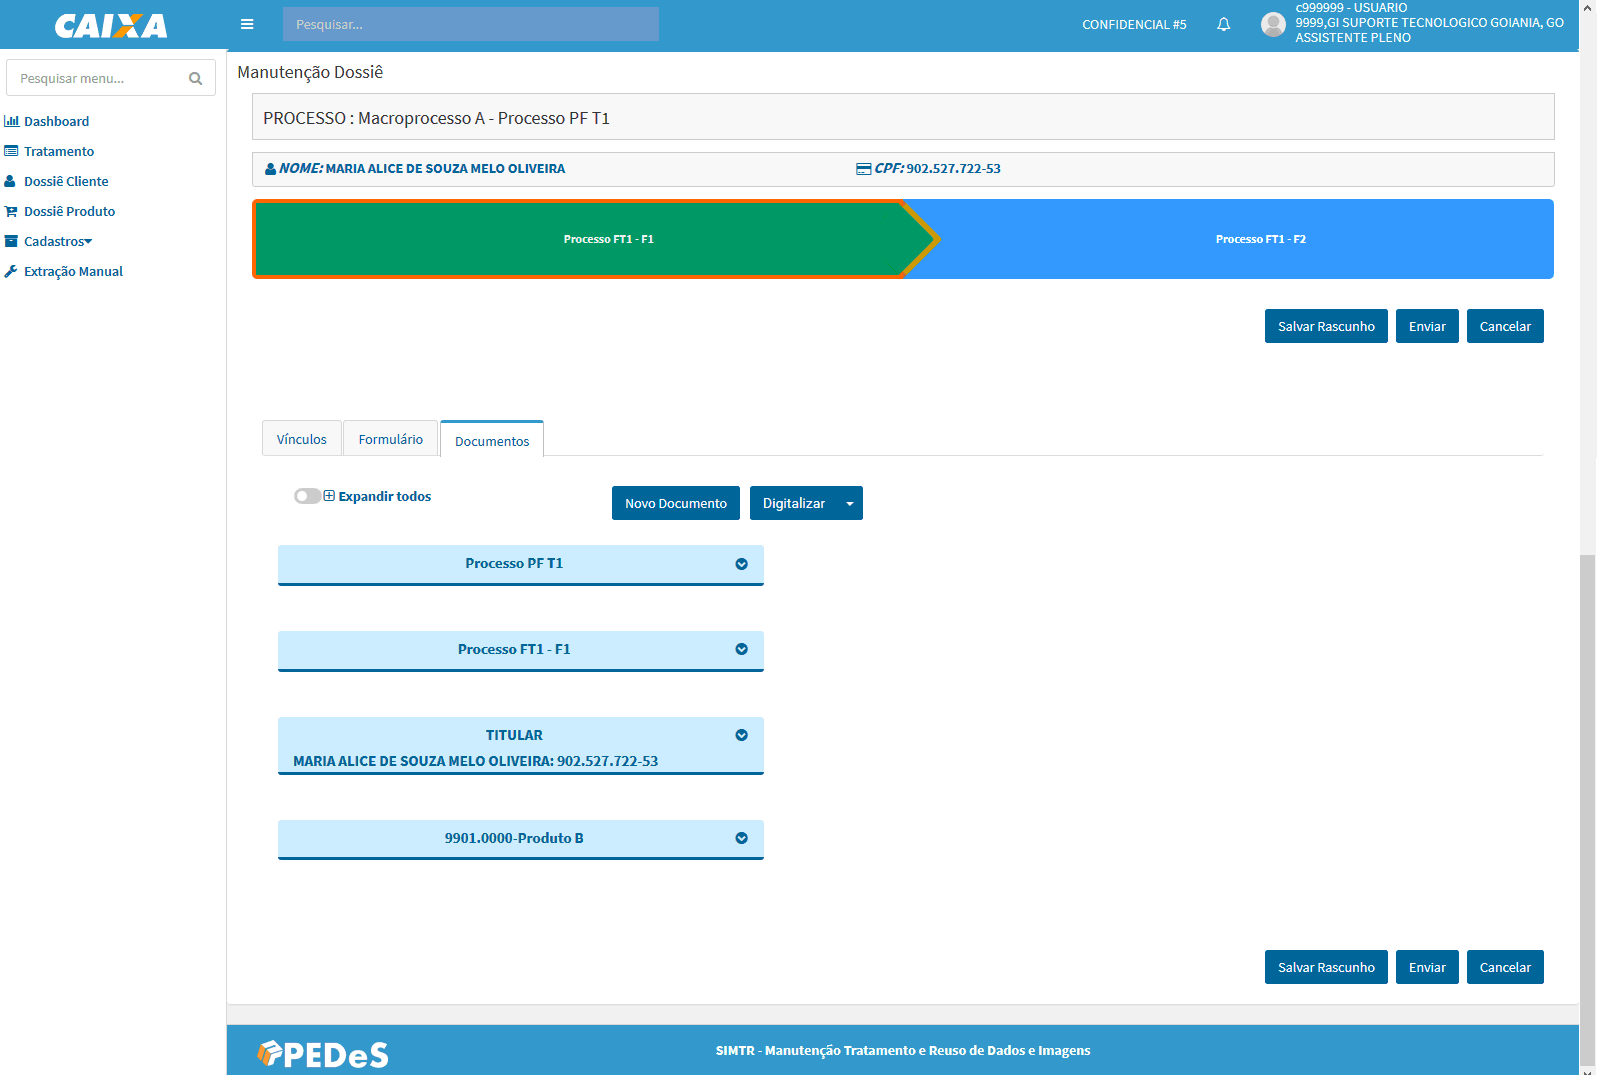 CAIXA
Pesquisar...
CONFIDENCIAL #5
c999999 - USUARIO
9999,GI SUPORTE TECNOLOGICO GOIANIA, GO
ASSISTENTE PLENO
Pesquisar menu...
Dashboard
Tratamento
Dossiê Cliente
Dossiê Produto
Cadastros
Extração Manual
Manutenção Dossiê
PROCESSO : Macroprocesso A - Processo PF T1
NOME: MARIA ALICE DE SOUZA MELO OLIVEIRA
CPF: 902.527.722-53
Processo FT1 - F1
Processo FT1 - F2
Salvar Rascunho
Enviar
Cancelar
Vínculos
Formulário
Documentos
Expandir todos
Novo Documento
Digitalizar
Processo PF T1
Processo FT1 - F1
TITULAR
MARIA ALICE DE SOUZA MELO OLIVEIRA: 902.527.722-53
9901.0000-Produto B
Salvar Rascunho
Enviar
Cancelar
PEDeS
SIMTR - Manutenção Tratamento e Reuso de Dados e Imagens